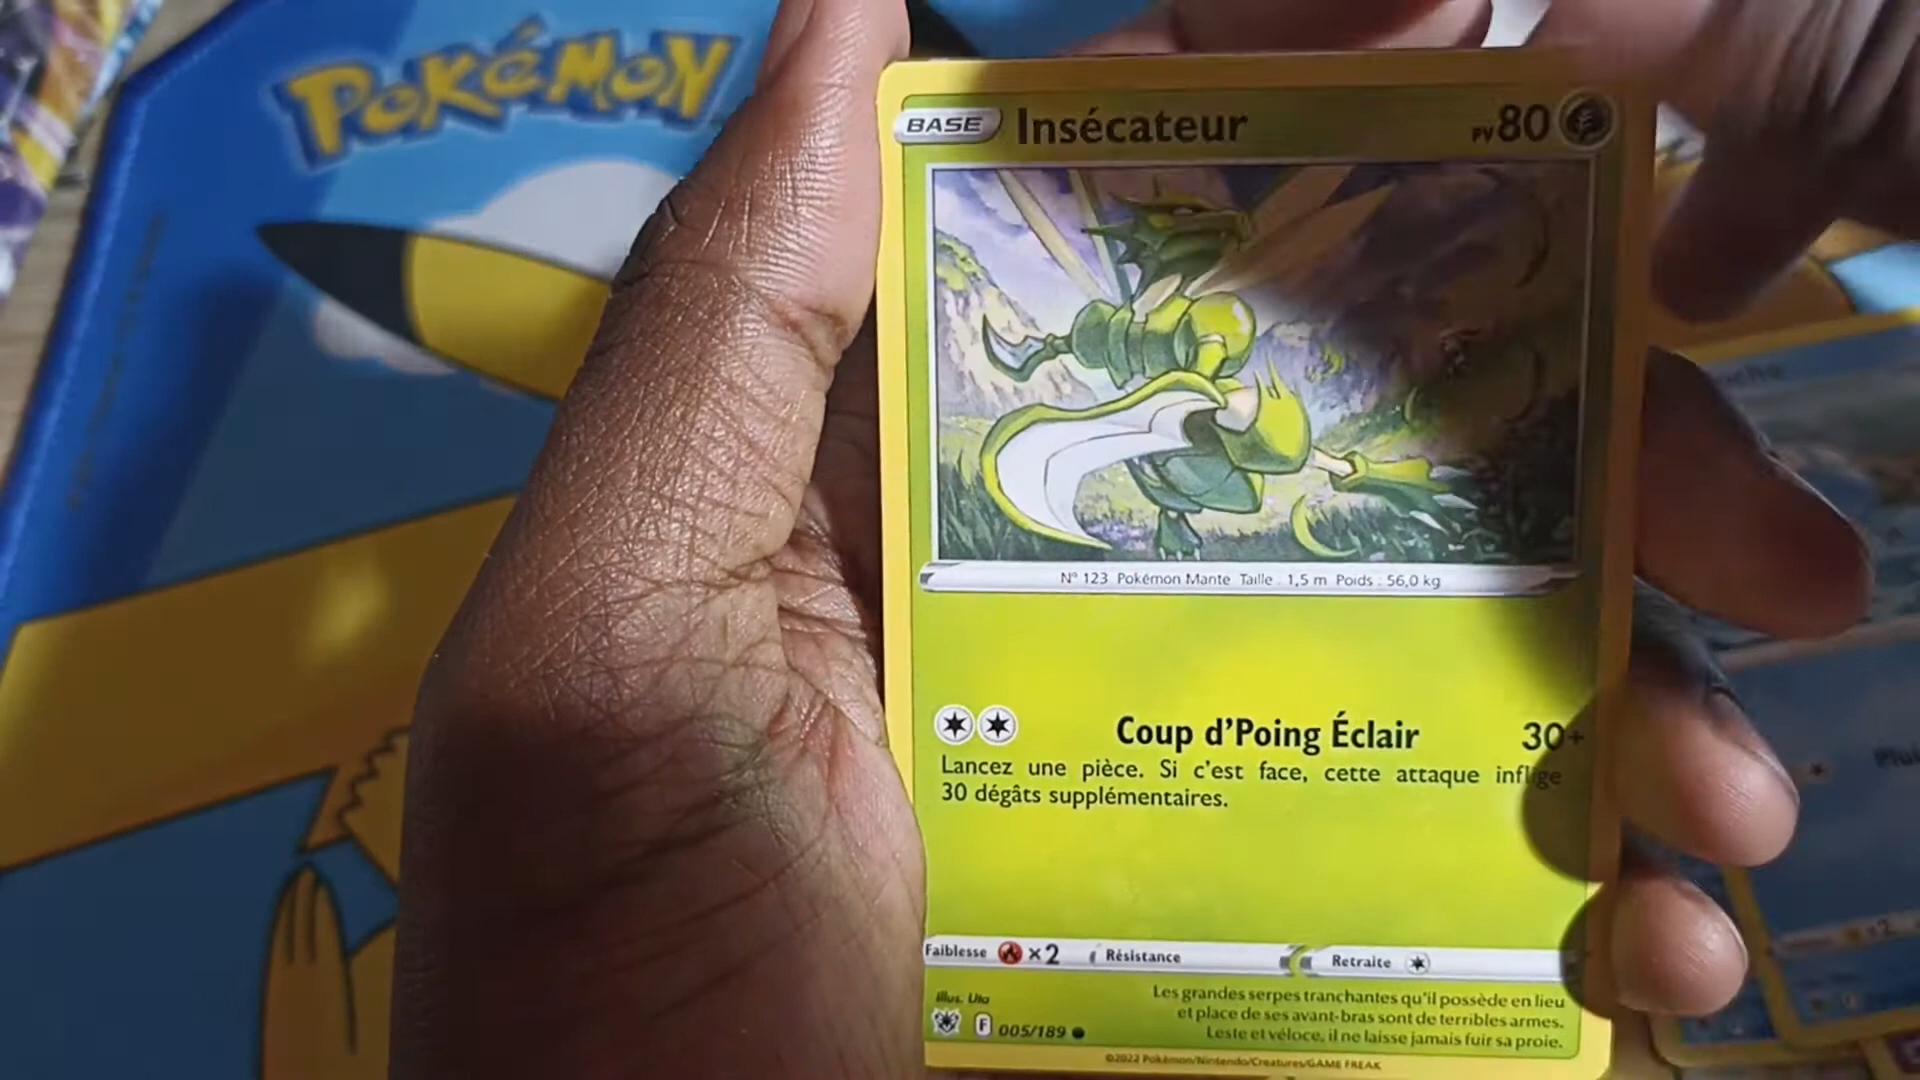 POKÉMON
BASE Insécateur PV80
N° 123 Pokémon Mante Taille : 1,5 m Poids : 56,0 kg
Coup d'Poing Éclair 30+
Lancez une pièce. Si c'est face, cette attaque inflige
30 dégâts supplémentaires.
Faiblesse ×2 Résistance Retraite
Illus. Uta
F 005/189
Les grandes serpes tranchantes qu'il possède en lieu
et place de ses avant-bras sont de terribles armes.
Leste et véloce, il ne laisse jamais fuir sa proie.
©2022 Pokémon/Nintendo/Creatures/GAME FREAK
×2